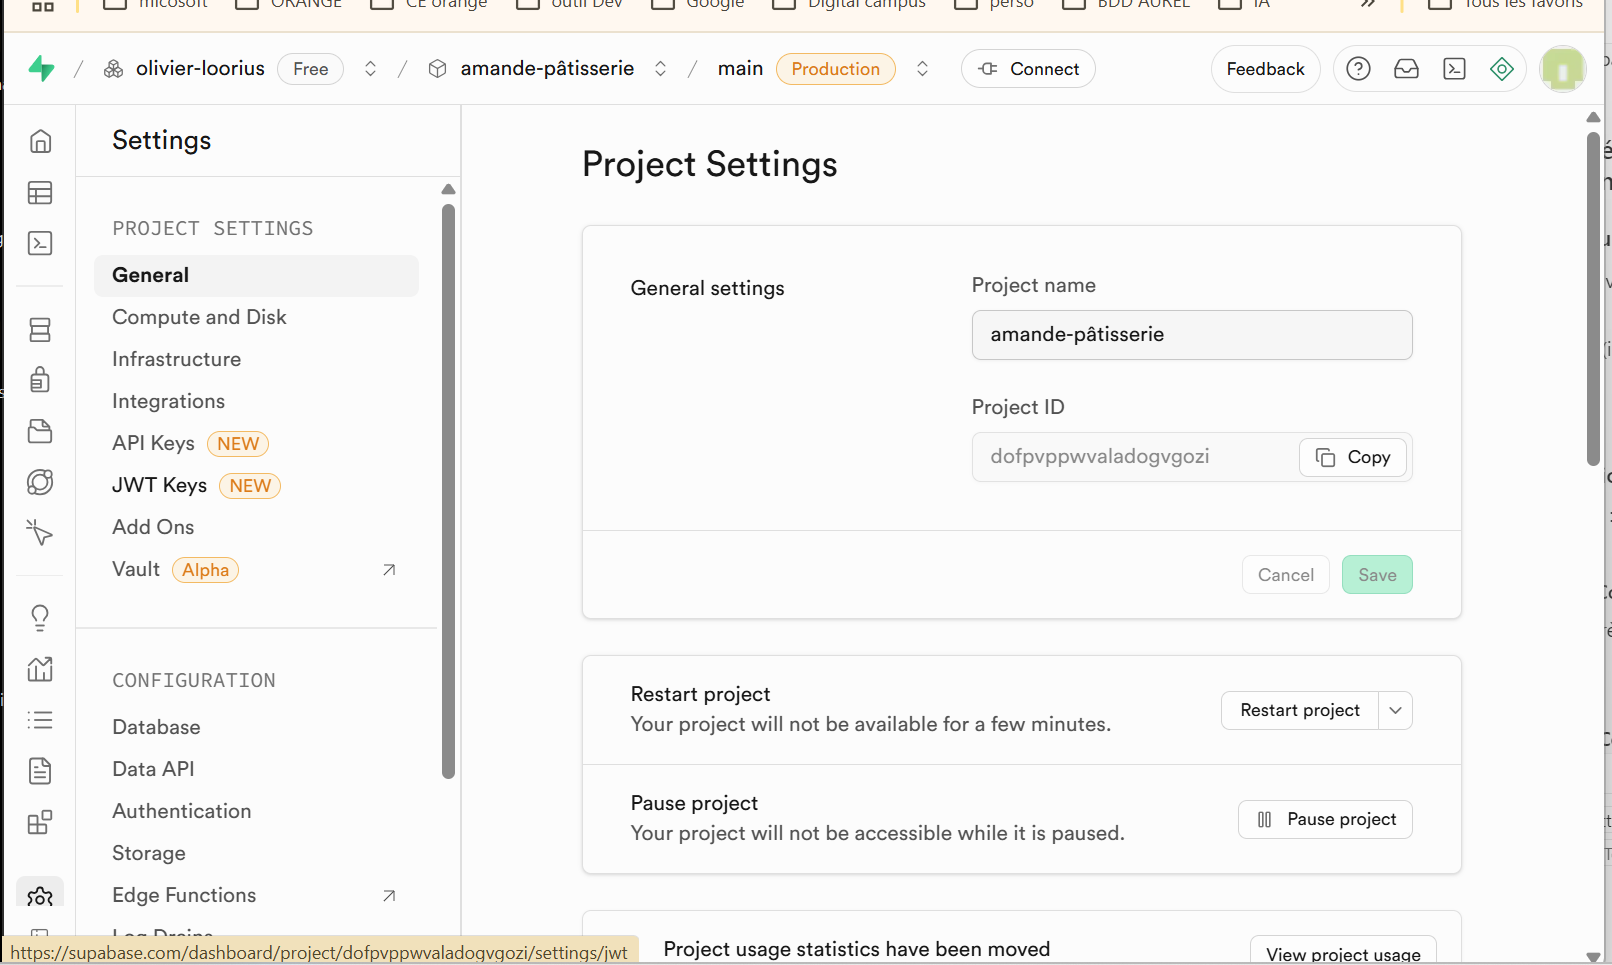 micosoft ORANGE CE orange outil Dev Google Digital campus perso BDD AUREL IA » Tous les favoris
/ olivier-loorius Free / amande-pâtisserie / main Production Connect Feedback
Settings
PROJECT SETTINGS
General
Compute and Disk
Infrastructure
Integrations
API Keys NEW
JWT Keys NEW
Add Ons
Vault Alpha
CONFIGURATION
Database
Data API
Authentication
Storage
Edge Functions
Log Drains
https://supabase.com/dashboard/project/dofpvppwvaladogvgozi/settings/jwt
Project Settings
General settings
Project name
amande-pâtisserie
Project ID
dofpvppwvaladogvgozi Copy
Cancel Save
Restart project
Your project will not be available for a few minutes.
Restart project
Pause project
Your project will not be accessible while it is paused.
Pause project
Project usage statistics have been moved
View project usage